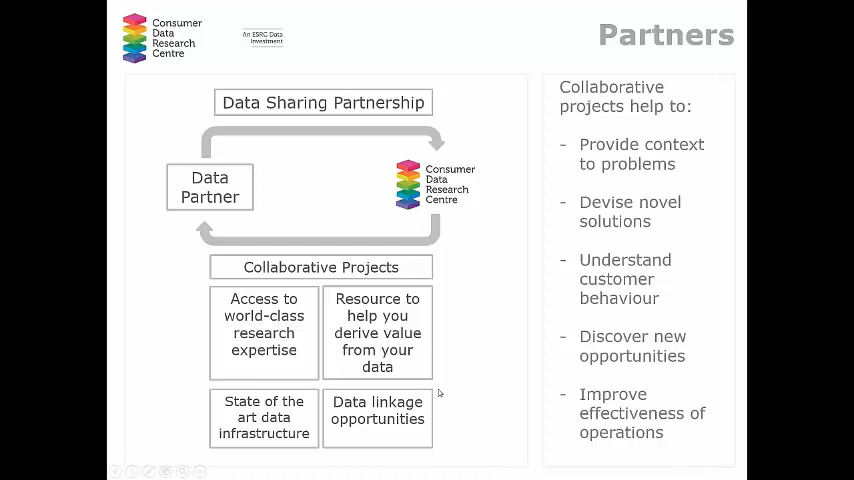 Consumer
Data
Research
Centre
An ESRC Data
Investment
Partners
Data Sharing Partnership
Data
Partner
Consumer
Data
Research
Centre
Collaborative Projects
Access to
world-class
research
expertise
Resource to
help you
derive value
from your
data
State of the
art data
infrastructure
Data linkage
opportunities
Collaborative
projects help to:
- Provide context
to problems
- Devise novel
solutions
- Understand
customer
behaviour
- Discover new
opportunities
- Improve
effectiveness of
operations